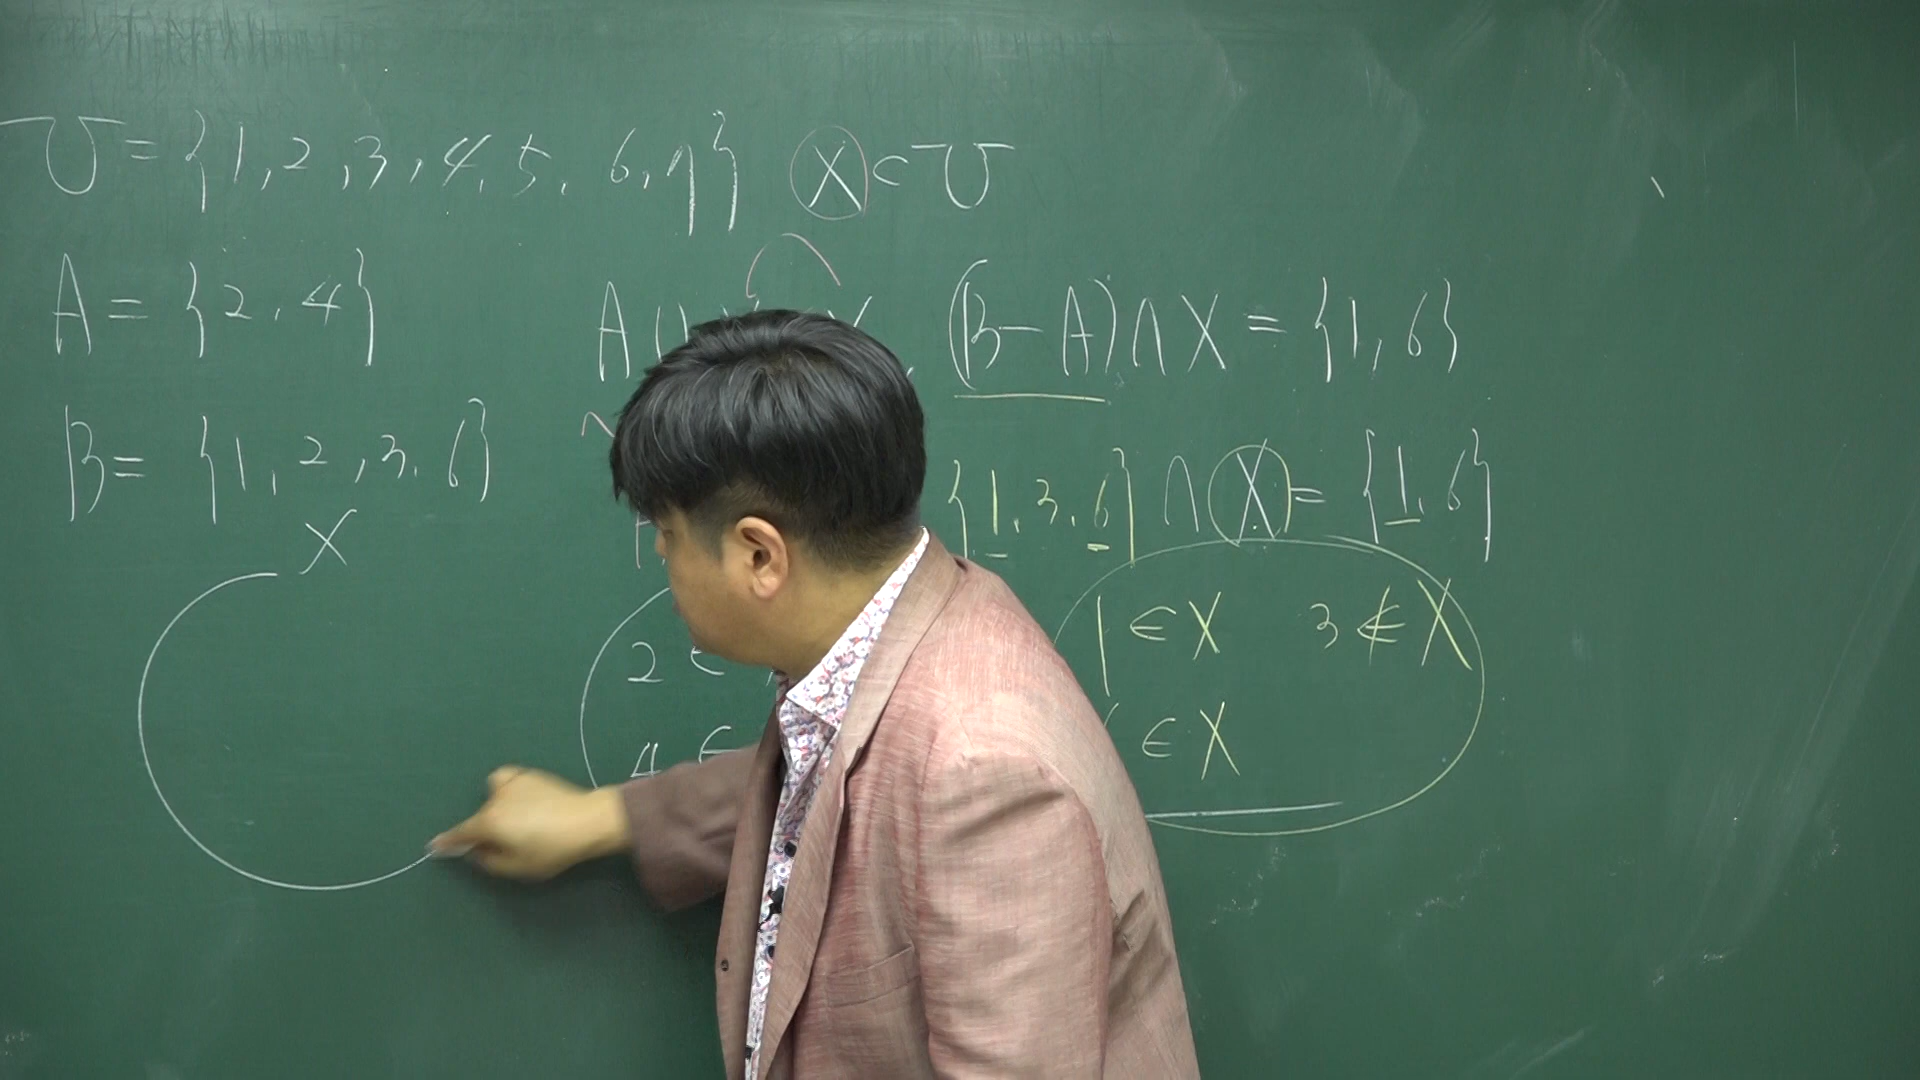 U = {1, 2, 3, 4, 5, 6, 7} X ⊂ U
A = {2, 4} A ∩ X, (B - A) ∩ X = {1, 6}
B = {1, 2, 3, 6} {1, 3, 6} ∩ X = {1, 6}
X
2 ∈ 1 ∈ X 3 ∉ X
4 ∈ ∈ X